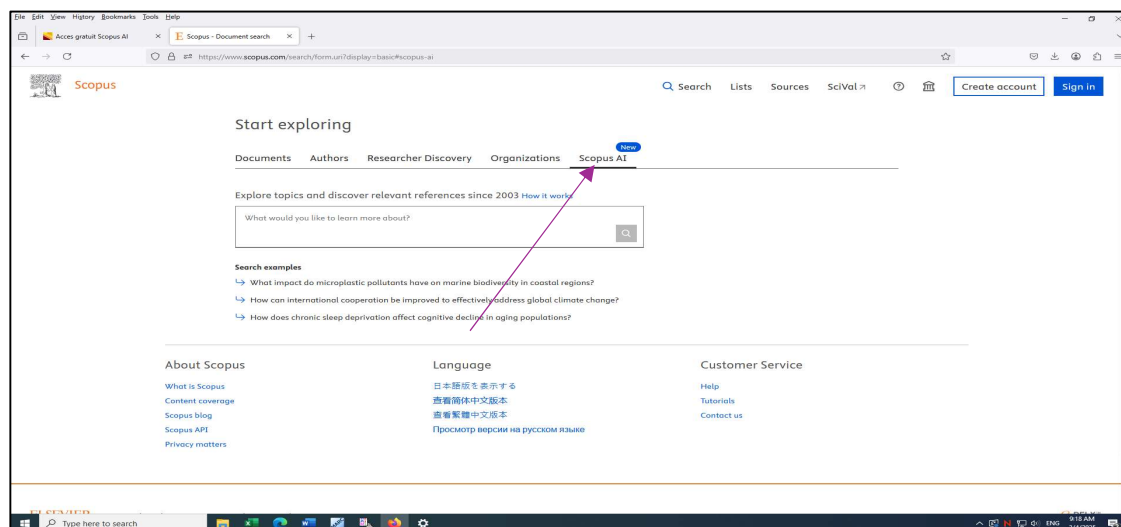 File Edit View History Bookmarks Tools Help
Acces gratuit Scopus AI × E Scopus - Document search × +
https://www.scopus.com/search/form.uri?display=basic#scopus-ai
Scopus Search Lists Sources SciVal Create account Sign in
Start exploring
New
Documents Authors Researcher Discovery Organizations Scopus AI
Explore topics and discover relevant references since 2003 How it works
What would you like to learn more about?
Search examples
What impact do microplastic pollutants have on marine biodiversity in coastal regions?
How can international cooperation be improved to effectively address global climate change?
How does chronic sleep deprivation affect cognitive decline in aging populations?
About Scopus
What is Scopus
Content coverage
Scopus blog
Scopus API
Privacy matters
Language
日本語版を表示する
查看简体中文版本
查看繁體中文版本
Просмотр версии на русском языке
Customer Service
Help
Tutorials
Contact us
Type here to search
ENG 9:18 AM